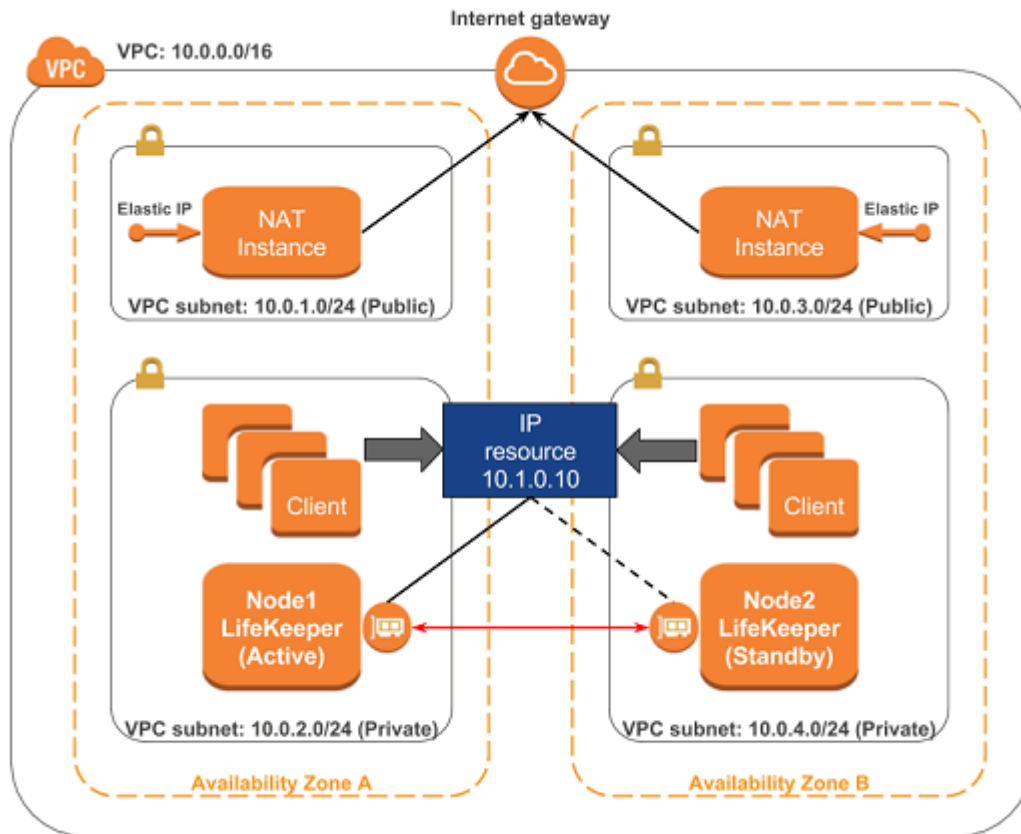 Internet gateway
VPC: 10.0.0.0/16
VPC
Elastic IP
NAT
Instance
VPC subnet: 10.0.1.0/24 (Public)
NAT
Instance
Elastic IP
VPC subnet: 10.0.3.0/24 (Public)
Client
IP
resource
10.1.0.10
Client
Node1
LifeKeeper
(Active)
Node2
LifeKeeper
(Standby)
VPC subnet: 10.0.2.0/24 (Private)
VPC subnet: 10.0.4.0/24 (Private)
Availability Zone A
Availability Zone B